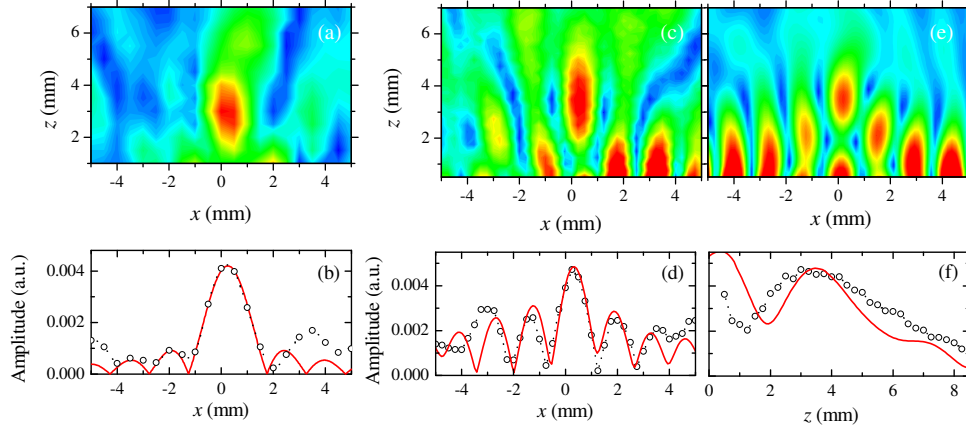 (a) (c) (e)
z (mm) 6 4 2
z (mm) 6 4 2
-4 -2 0 2 4
-4 -2 0 2 4
-4 -2 0 2 4
x (mm) x (mm) x (mm)
(b) (d) (f)
Amplitude (a.u.) 0.004 0.002 0.000
Amplitude (a.u.) 0.004 0.002 0.000
-4 -2 0 2 4
-4 -2 0 2 4
0 2 4 6 8
x (mm) x (mm) z (mm)